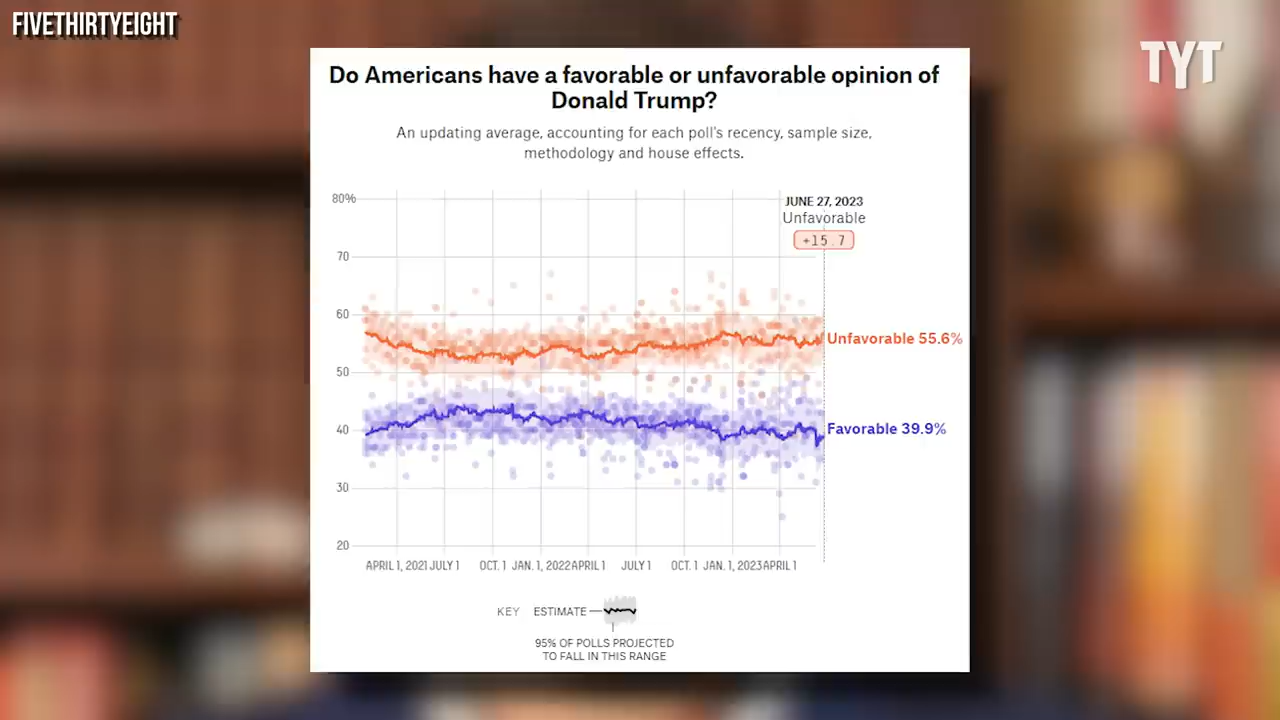 FIVETHIRTYEIGHT
TYT
Do Americans have a favorable or unfavorable opinion of
Donald Trump?
An updating average, accounting for each poll's recency, sample size,
methodology and house effects.
80%
JUNE 27, 2023
Unfavorable
+15.7
70
60
Unfavorable 55.6%
50
40
Favorable 39.9%
30
20
APRIL 1, 2021 JULY 1 OCT. 1 JAN. 1, 2022 APRIL 1 JULY 1 OCT. 1 JAN. 1, 2023 APRIL 1
KEY ESTIMATE
95% OF POLLS PROJECTED
TO FALL IN THIS RANGE